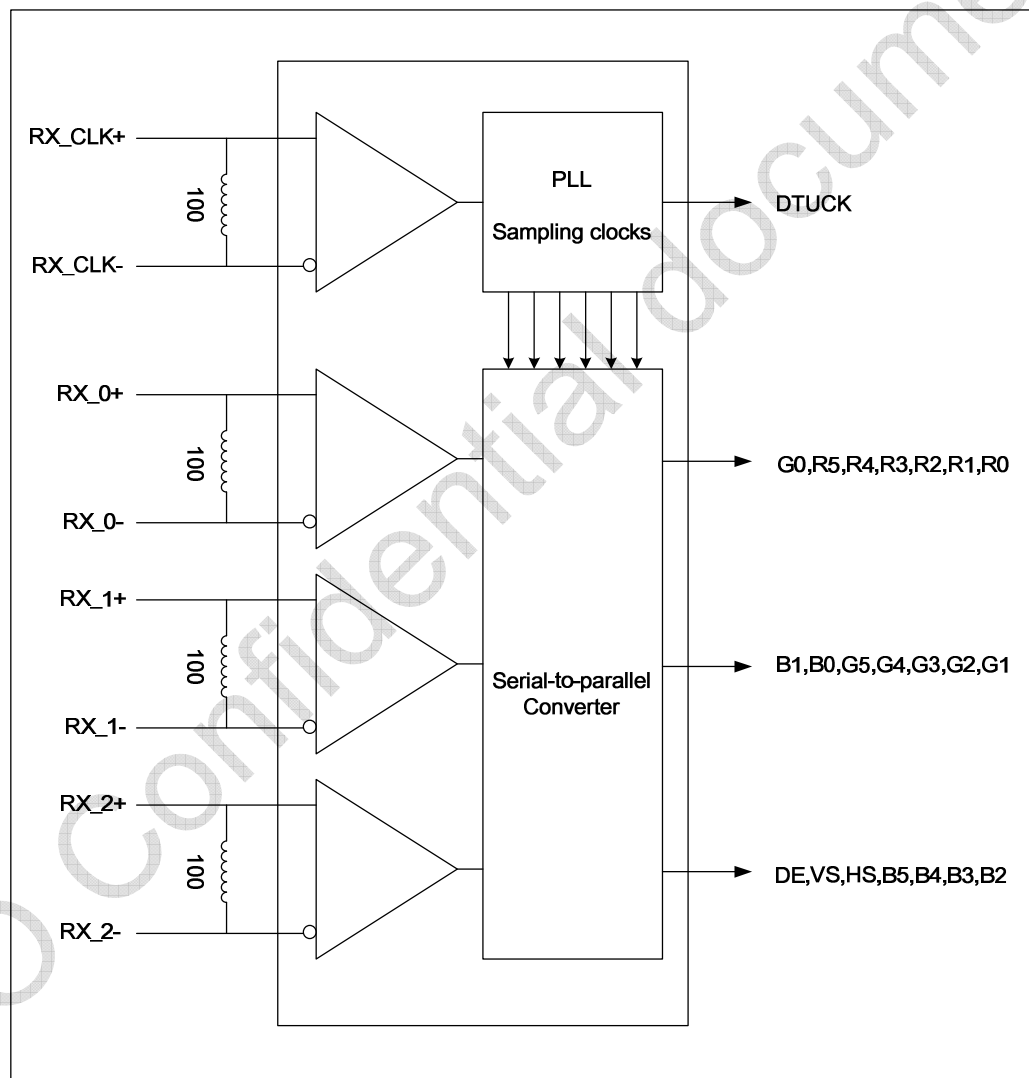 RX_CLK+
100
RX_CLK-
PLL
Sampling clocks
DTUCK
RX_0+
100
RX_0-
G0,R5,R4,R3,R2,R1,R0
RX_1+
100
RX_1-
Serial-to-parallel
Converter
B1,B0,G5,G4,G3,G2,G1
RX_2+
100
RX_2-
DE,VS,HS,B5,B4,B3,B2
Confidential docume